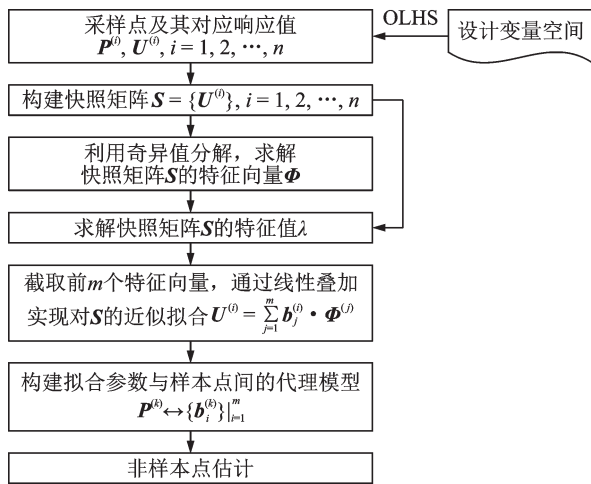 采样点及其对应响应值
P^{(i)}, U^{(i)}, i = 1, 2, ⋯, n
OLHS
设计变量空间
构建快照矩阵S = {U^{(i)}}, i = 1, 2, ⋯, n
利用奇异值分解，求解
快照矩阵S的特征向量Φ
求解快照矩阵S的特征值λ
截取前m个特征向量，通过线性叠加
实现对S的近似拟合U^{(i)} = \sum_{j=1}^{m} b_j^{(i)} • Φ^{(j)}
构建拟合参数与样本点间的代理模型
P^{(k)}↔{b_i^{(k)}}|_{i=1}^{m}
非样本点估计